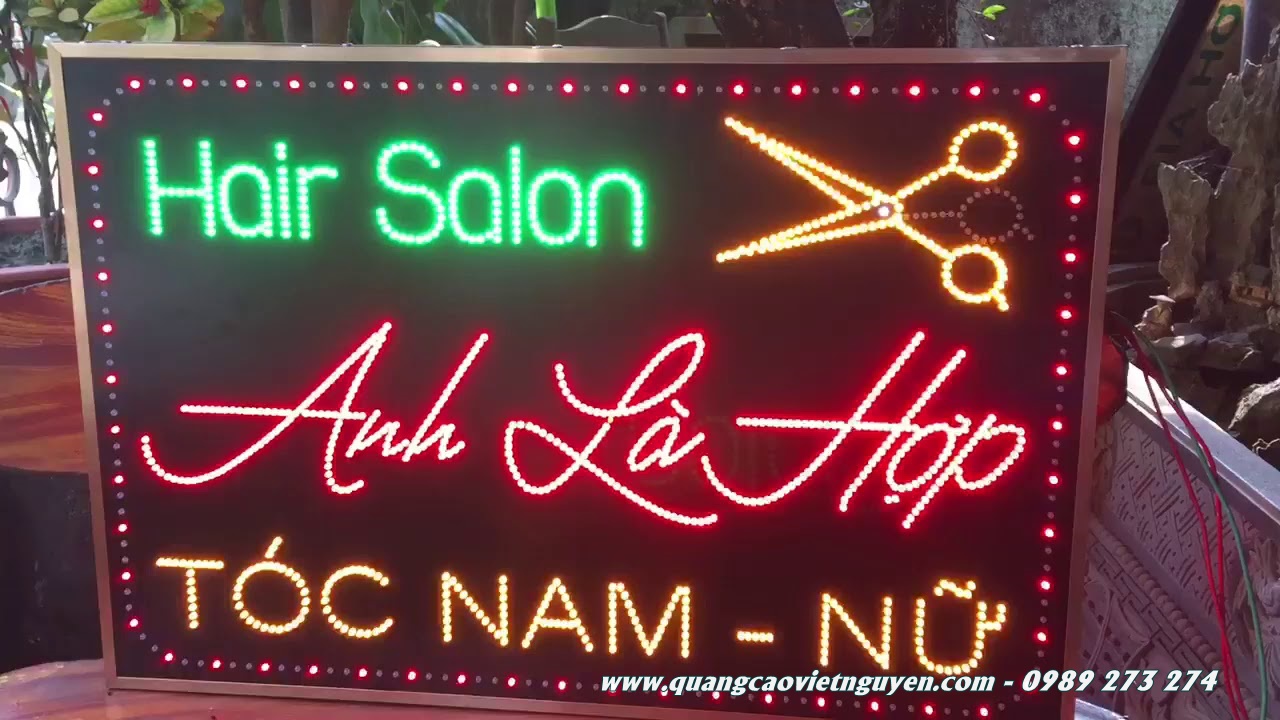 Hair Salon
Anh Là Hợp
TÓC NAM - NỮ
www.quangcaovietnguyen.com - 0989 273 274